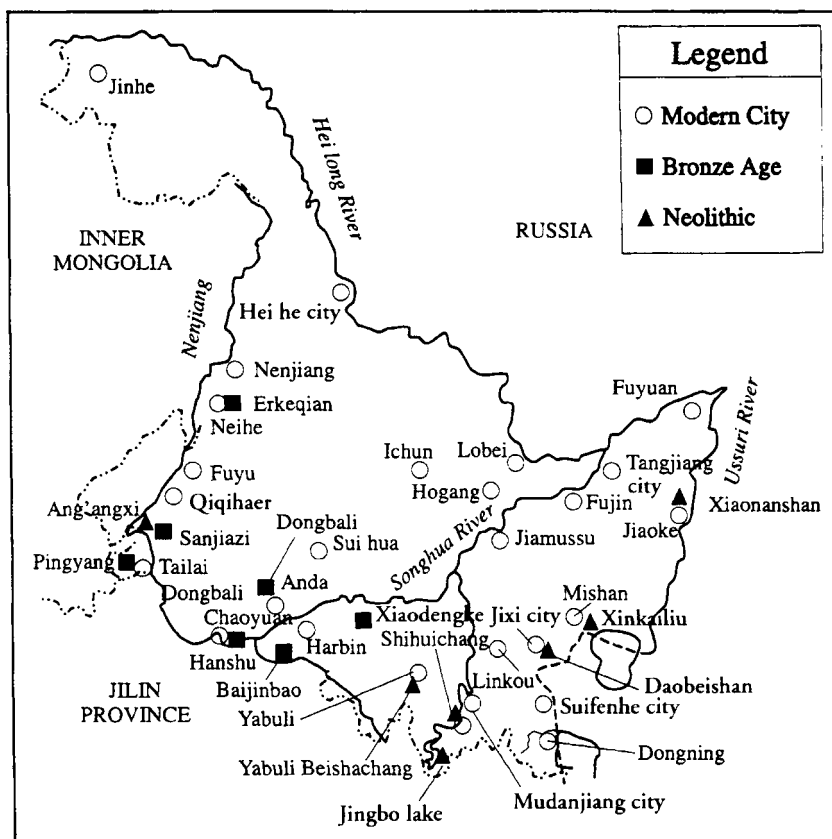 Legend
Modern City
Bronze Age
Neolithic
Jinhe
Hei long River
INNER
MONGOLIA
RUSSIA
Hei he city
Nenjiang
Nenjiang
Erkeqian
Neihe
Fuyuan
Ussuri River
Ichun
Lobei
Fuyu
Tangjiang
city
Qiqihaer
Hogang
Fujin
Xiaonanshan
Ang angxi
Jiaoke
Dongbali
Sanjiazi
Sui hua
Songhua River
Jiamussu
Pingyang
Tailai
Dongbali
Anda
Mishan
Chaoyuan
Xiaodengke
Jixi city
Xinkailiu
Shihuichang
Hanshu
Harbin
Baijinbao
Linkou
Daobeishan
JILIN
PROVINCE
Yabuli
Suifenhe city
Yabuli Beishachang
Dongning
Jingbo lake
Mudanjiang city